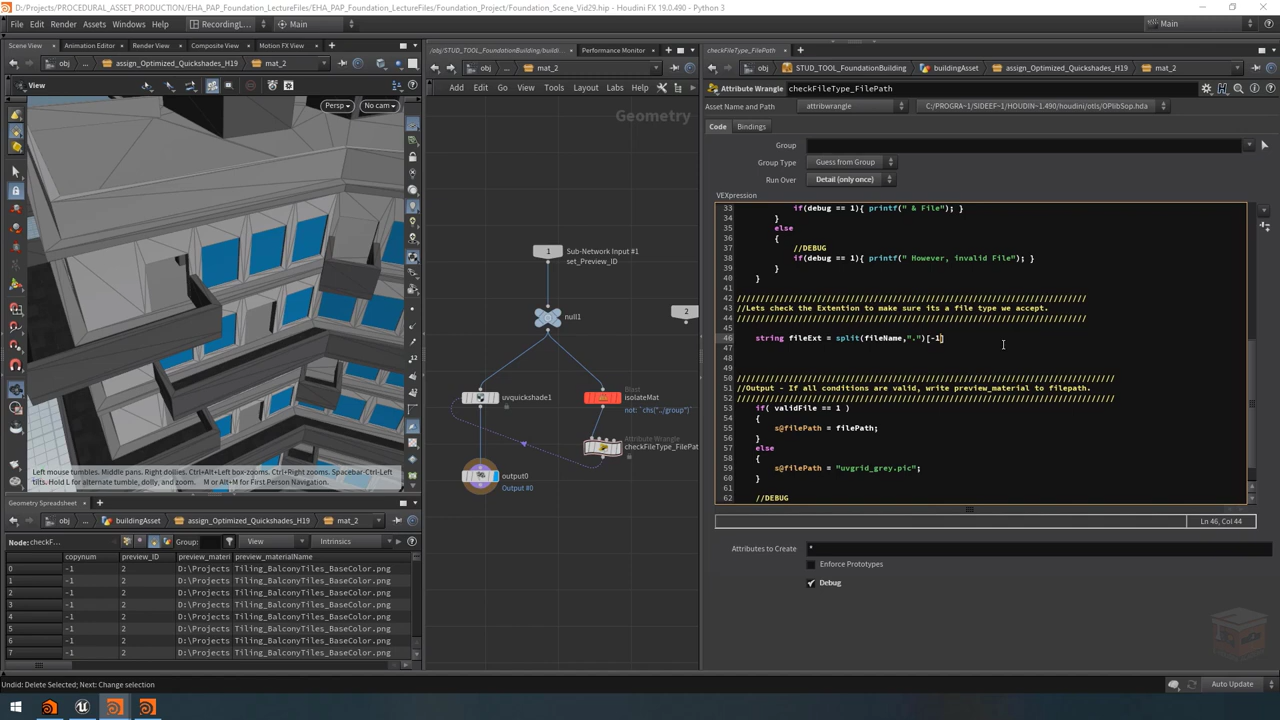 D:/Projects/PROCEDURAL_ASSET_PRODUCTION/EHA_PAP_Foundation_LectureFiles/EHA_PAP_Foundation_LectureFiles/Foundation_Project/Foundation_Scene_Vid29.hip - Houdini FX 19.0.490 - Python 3
File Edit Render Assets Windows Help RecordingL... Main Main
Scene View Animation Editor Render View Composite View Motion FX View
obj assign_Optimized_Quickshades_H19 mat_2
View
Persp No cam
Left mouse tumbles. Middle pans. Right dollies. Ctrl+Alt+Left box-zooms. Ctrl+Right zooms. Spacebar-Ctrl-Left
tilts. Hold L for alternate tumble, dolly, and zoom. M or Alt+M for First Person Navigation.
Geometry Spreadsheet
obj buildingAsset assign_Optimized_Quickshades_H19 mat_2
Node: checkF... Group: View Intrinsics
copynum preview_ID preview_materi preview_materialName
0 -1 2 D:\Projects Tiling_BalconyTiles_BaseColor.png
1 -1 2 D:\Projects Tiling_BalconyTiles_BaseColor.png
2 -1 2 D:\Projects Tiling_BalconyTiles_BaseColor.png
3 -1 2 D:\Projects Tiling_BalconyTiles_BaseColor.png
4 -1 2 D:\Projects Tiling_BalconyTiles_BaseColor.png
5 -1 2 D:\Projects Tiling_BalconyTiles_BaseColor.png
6 -1 2 D:\Projects Tiling_BalconyTiles_BaseColor.png
7 -1 2 D:\Projects Tiling_BalconyTiles_BaseColor.png
/obj/STUD_TOOL_FoundationBuilding/buildi... Performance Monitor
obj mat_2
Add Edit Go View Tools Layout Labs Help
Geometry
1 Sub-Network Input #1
set_Preview_ID
null1
2
uvquickshade1
Blast
isolateMat
not: `chs("../group")`
Attribute Wrangle
checkFileType_FilePat
output0
Output #0
checkFileType_FilePath
obj STUD_TOOL_FoundationBuilding buildingAsset assign_Optimized_Quickshades_H19 mat_2
Attribute Wrangle checkFileType_FilePath
Asset Name and Path attribwrangle C:/PROGRA~1/SIDEEF~1/HOUDIN~1.490/houdini/otls/OPlibSop.hda
Code Bindings
Group
Group Type Guess from Group
Run Over Detail (only once)
VEXpression
33 if(debug == 1){ printf(" & File"); }
34 }
35 else
36 {
37 //DEBUG
38 if(debug == 1){ printf(" However, invalid File"); }
39 }
40 }
41
42 ///////////////////////////////////////////////////////////////////////////
43 //Lets check the Extention to make sure its a file type we accept.
44 ///////////////////////////////////////////////////////////////////////////
45
46 string fileExt = split(fileName,".")[-1]
47
48
49
50 /////////////////////////////////////////////////////////////////////////////////
51 //Output - If all conditions are valid, write preview_material to filepath.
52 /////////////////////////////////////////////////////////////////////////////////
53 if( validFile == 1 )
54 {
55 s@filePath = filePath;
56 }
57 else
58 {
59 s@filePath = "uvgrid_grey.pic";
60 }
61
62 //DEBUG
Ln 46, Col 44
Attributes to Create *
Enforce Prototypes
Debug
Undid: Delete Selected; Next: Change selection
Auto Update